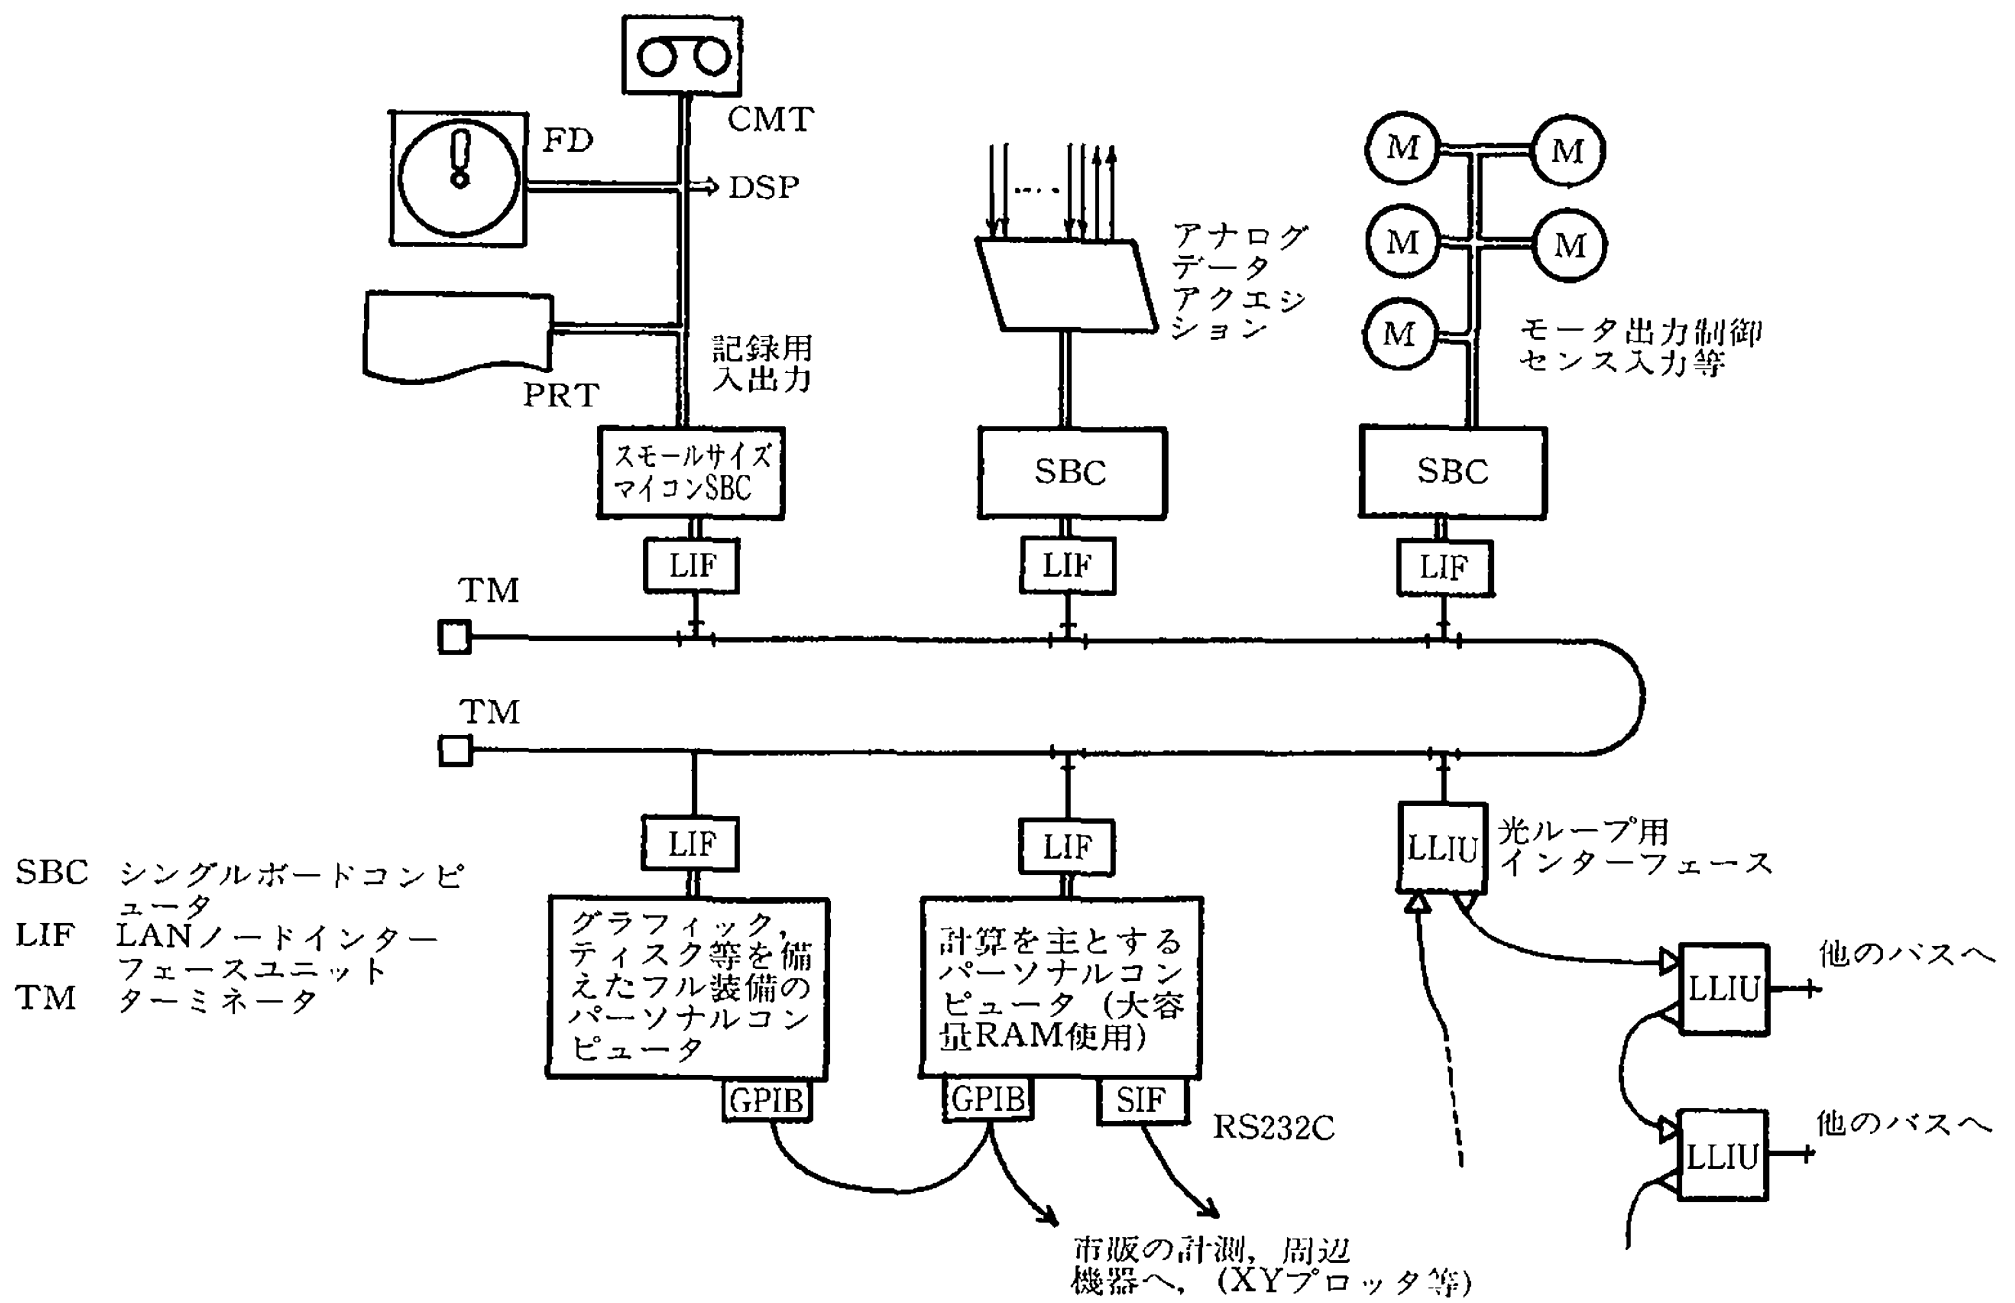 CMT
FD
DSP
PRT
記録用
入出力
アナログ
データ
アクエジ
ション
M
M
M
M
M
モータ出力制御
センス入力等
スモールサイズ
マイコンSBC
SBC
SBC
LIF
LIF
LIF
TM
TM
LIF
LIF
LLIU
光ループ用
インターフェース
SBC シングルボードコンピ
ュータ
LIF LANノードインター
フェースユニット
TM ターミネータ
グラフィック,
ティスク等を備
えたフル装備の
パーソナルコン
ピュータ
計算を主とする
パーソナルコン
ピュータ (大容
量RAM使用)
GPIB
GPIB
SIF
RS232C
LLIU
他のバスへ
LLIU
他のバスへ
市販の計測, 周辺
機器へ, (XYプロッタ等)